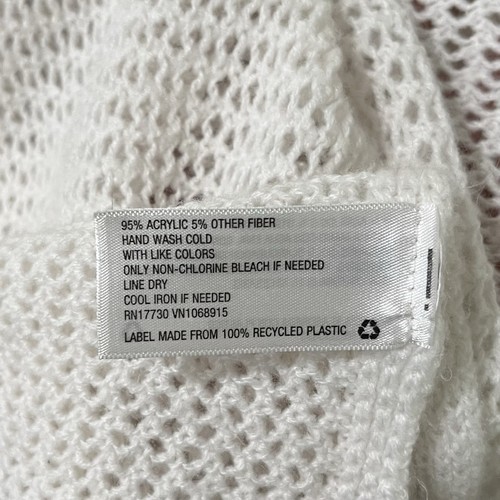 95% ACRYLIC 5% OTHER FIBER
HAND WASH COLD
WITH LIKE COLORS
ONLY NON-CHLORINE BLEACH IF NEEDED
LINE DRY
COOL IRON IF NEEDED
RN17730 VN1068915
LABEL MADE FROM 100% RECYCLED PLASTIC